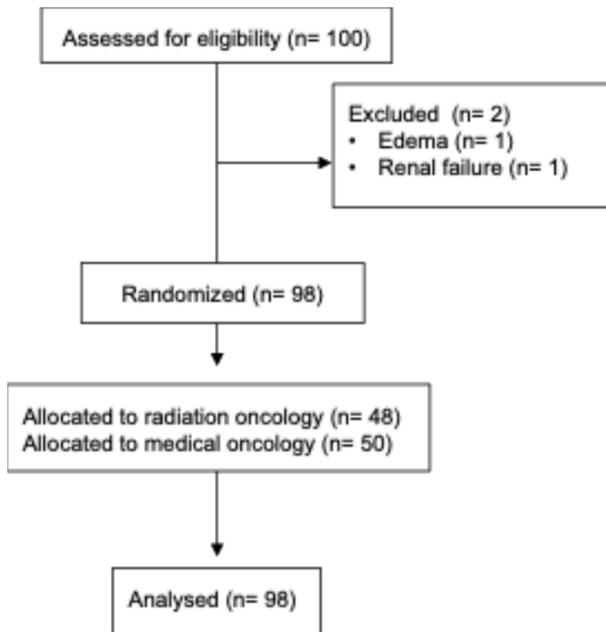 Assessed for eligibility (n= 100)
Excluded  (n= 2)
• Edema (n= 1)
• Renal failure (n= 1)
Randomized (n= 98)
Allocated to radiation oncology (n= 48)
Allocated to medical oncology (n= 50)
Analysed (n= 98)